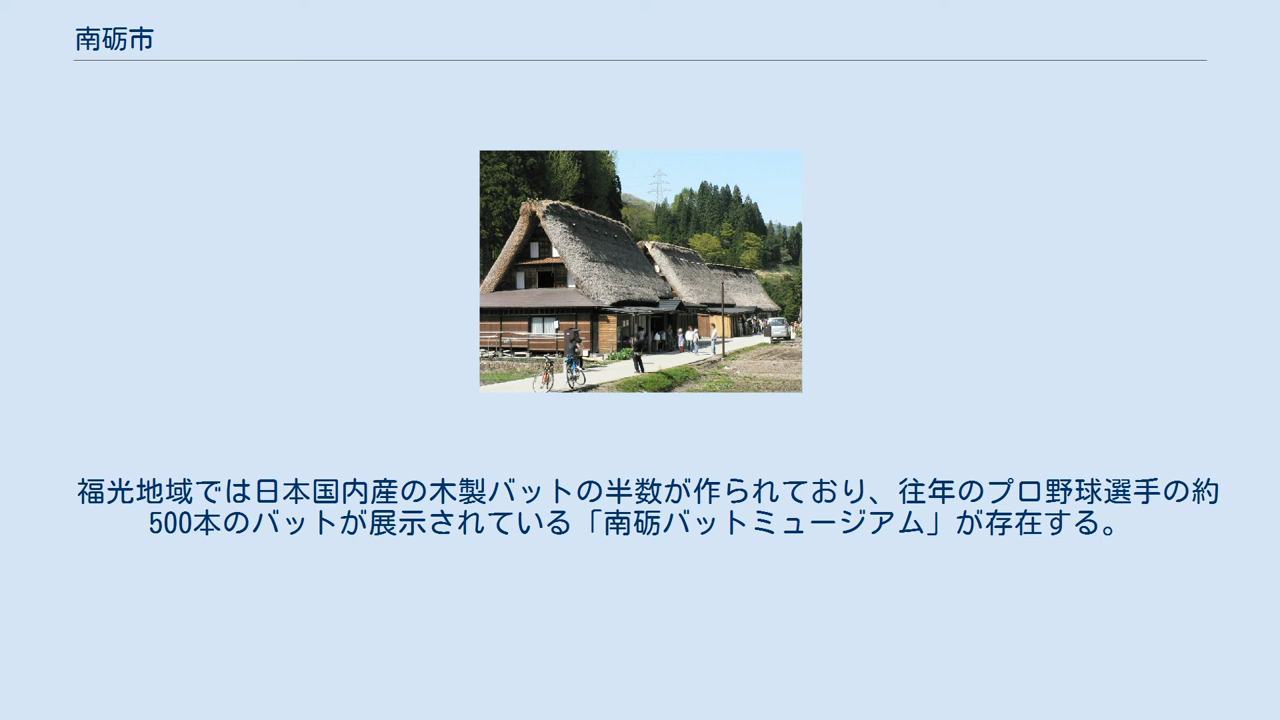 南砺市
福光地域では日本国内産の木製バットの半数が作られており、往年のプロ野球選手の約
500本のバットが展示されている「南砺バットミュージアム」が存在する。